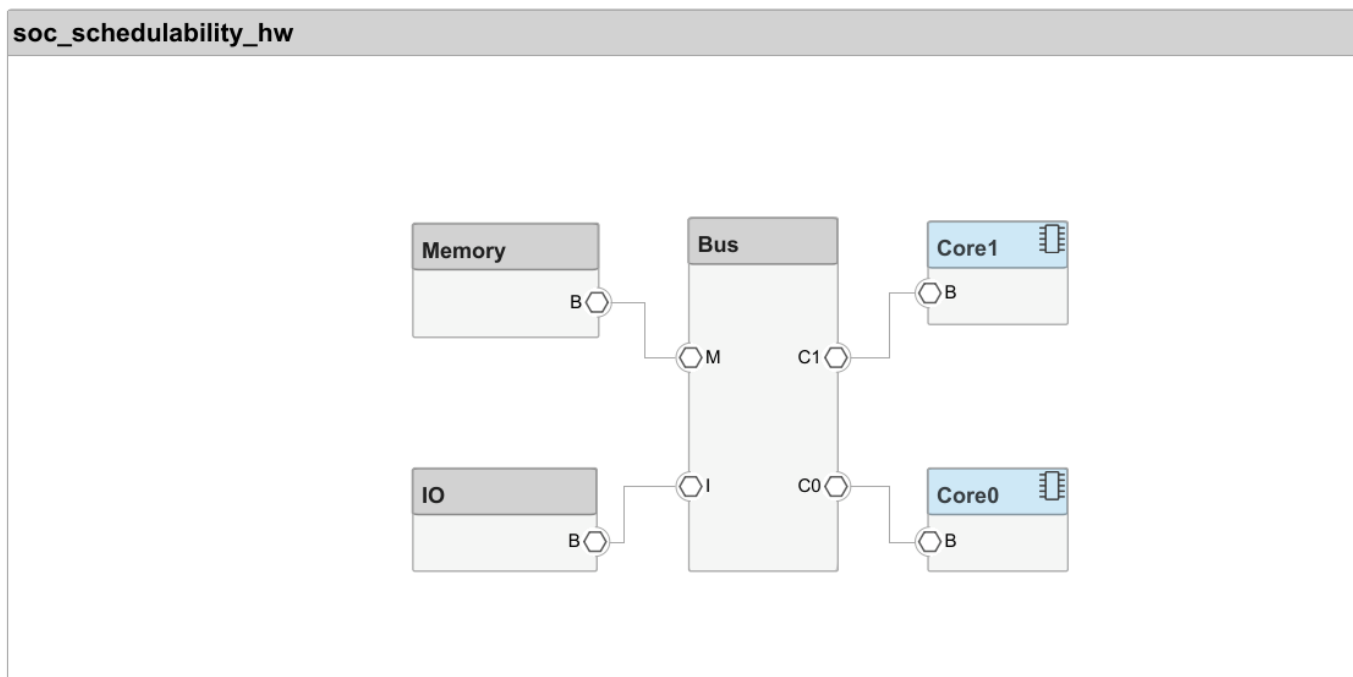 soc_schedulability_hw
Memory
B
Bus
M
C1
I
C0
Core1
B
IO
B
Core0
B